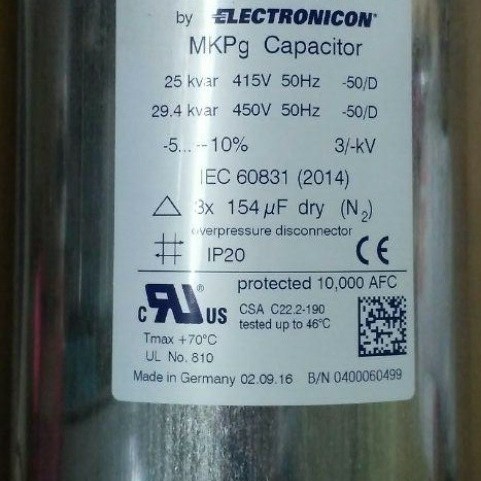 by ELECTRONICON®
MKPg Capacitor
25 kvar 415V 50Hz -50/D
29.4 kvar 450V 50Hz -50/D
-5... --10% 3/-kV
IEC 60831 (2014)
3x 154 µF dry (N₂)
overpressure disconnector
IP20 CE
protected 10,000 AFC
c RU® US CSA C22.2-190
tested up to 46°C
Tmax +70°C
UL No. 810
Made in Germany 02.09.16 B/N 0400060499